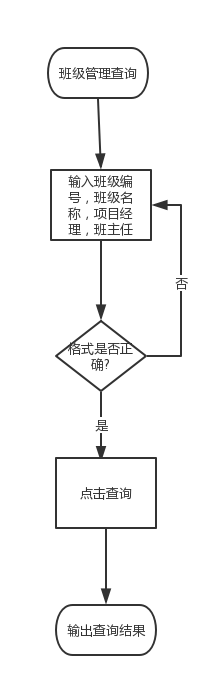 班级管理查询
输入班级编
号，班级名
称，项目经
理，班主任
否
格式是否正
确?
是
点击查询
输出查询结果